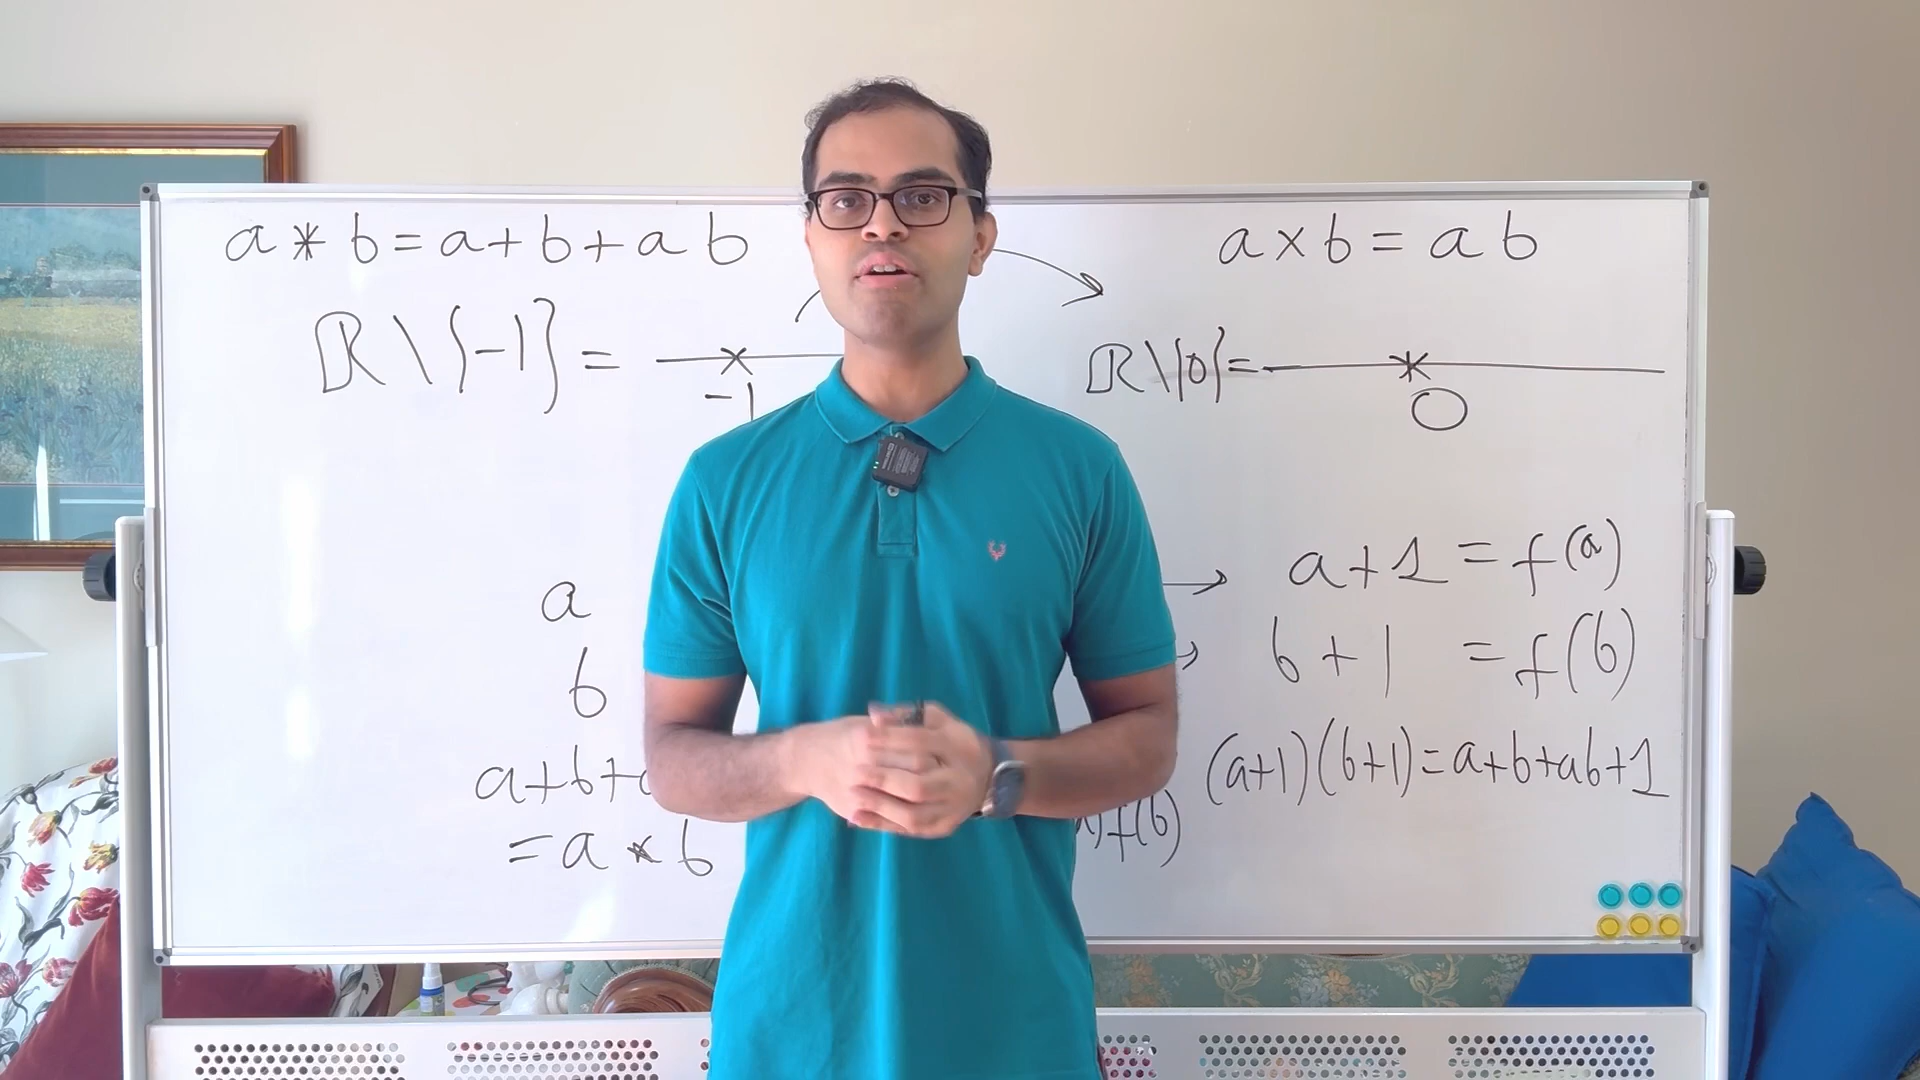 a * b = a + b + a b
ℝ \ {-1} =
-1
a
b
a + b +
= a * b
a × b = a b
ℝ \ {0} =
0
a + 1 = f(a)
b + 1 = f(b)
(a+1)(b+1) = a+b+ab+1
) f(b)